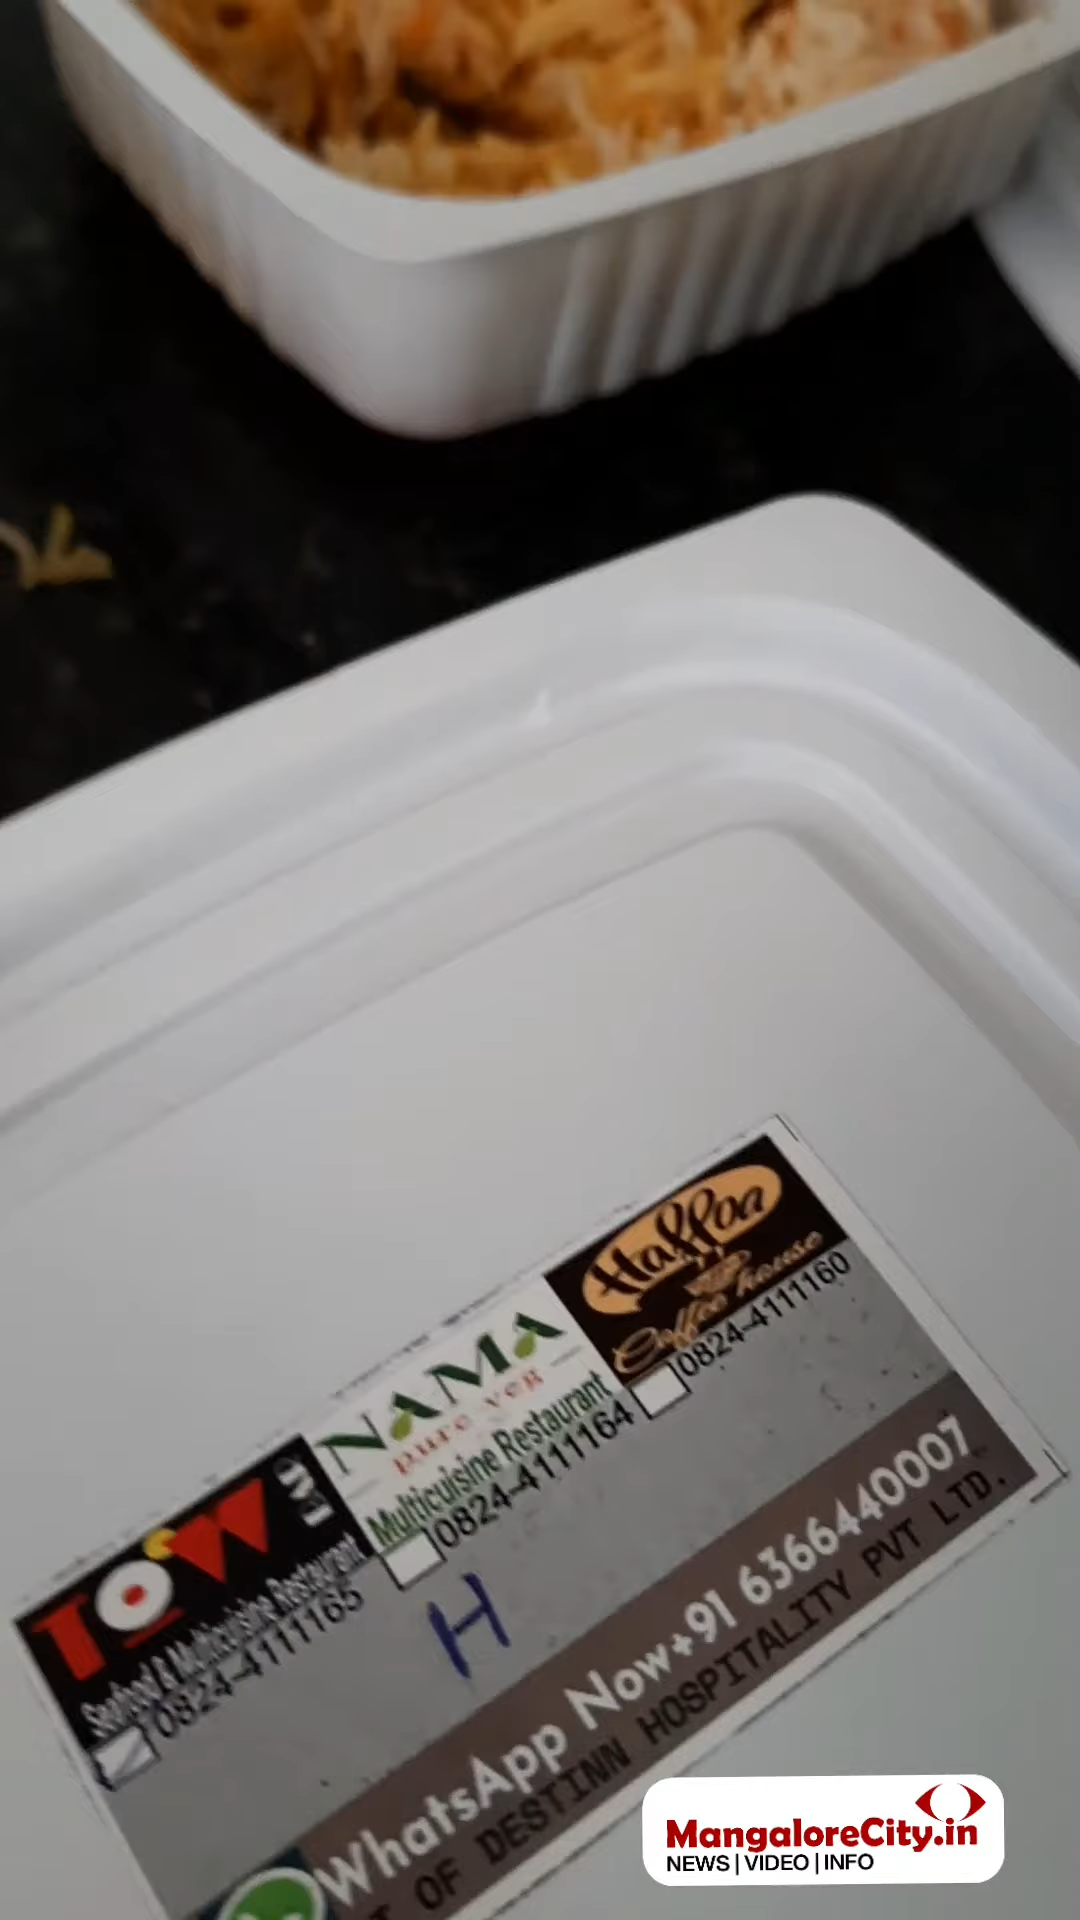 Haffoa
Coffee house
0824-4111160
NAMA
pure veg
Multicuisine Restaurant
0824-4111164
TOW
Seafood & Multicuisine Restaurant
0824-4111165
H
WhatsApp Now+91 6366440007
OF DESTINN HOSPITALITY PVT LTD.
MangaloreCity.in
NEWS | VIDEO | INFO